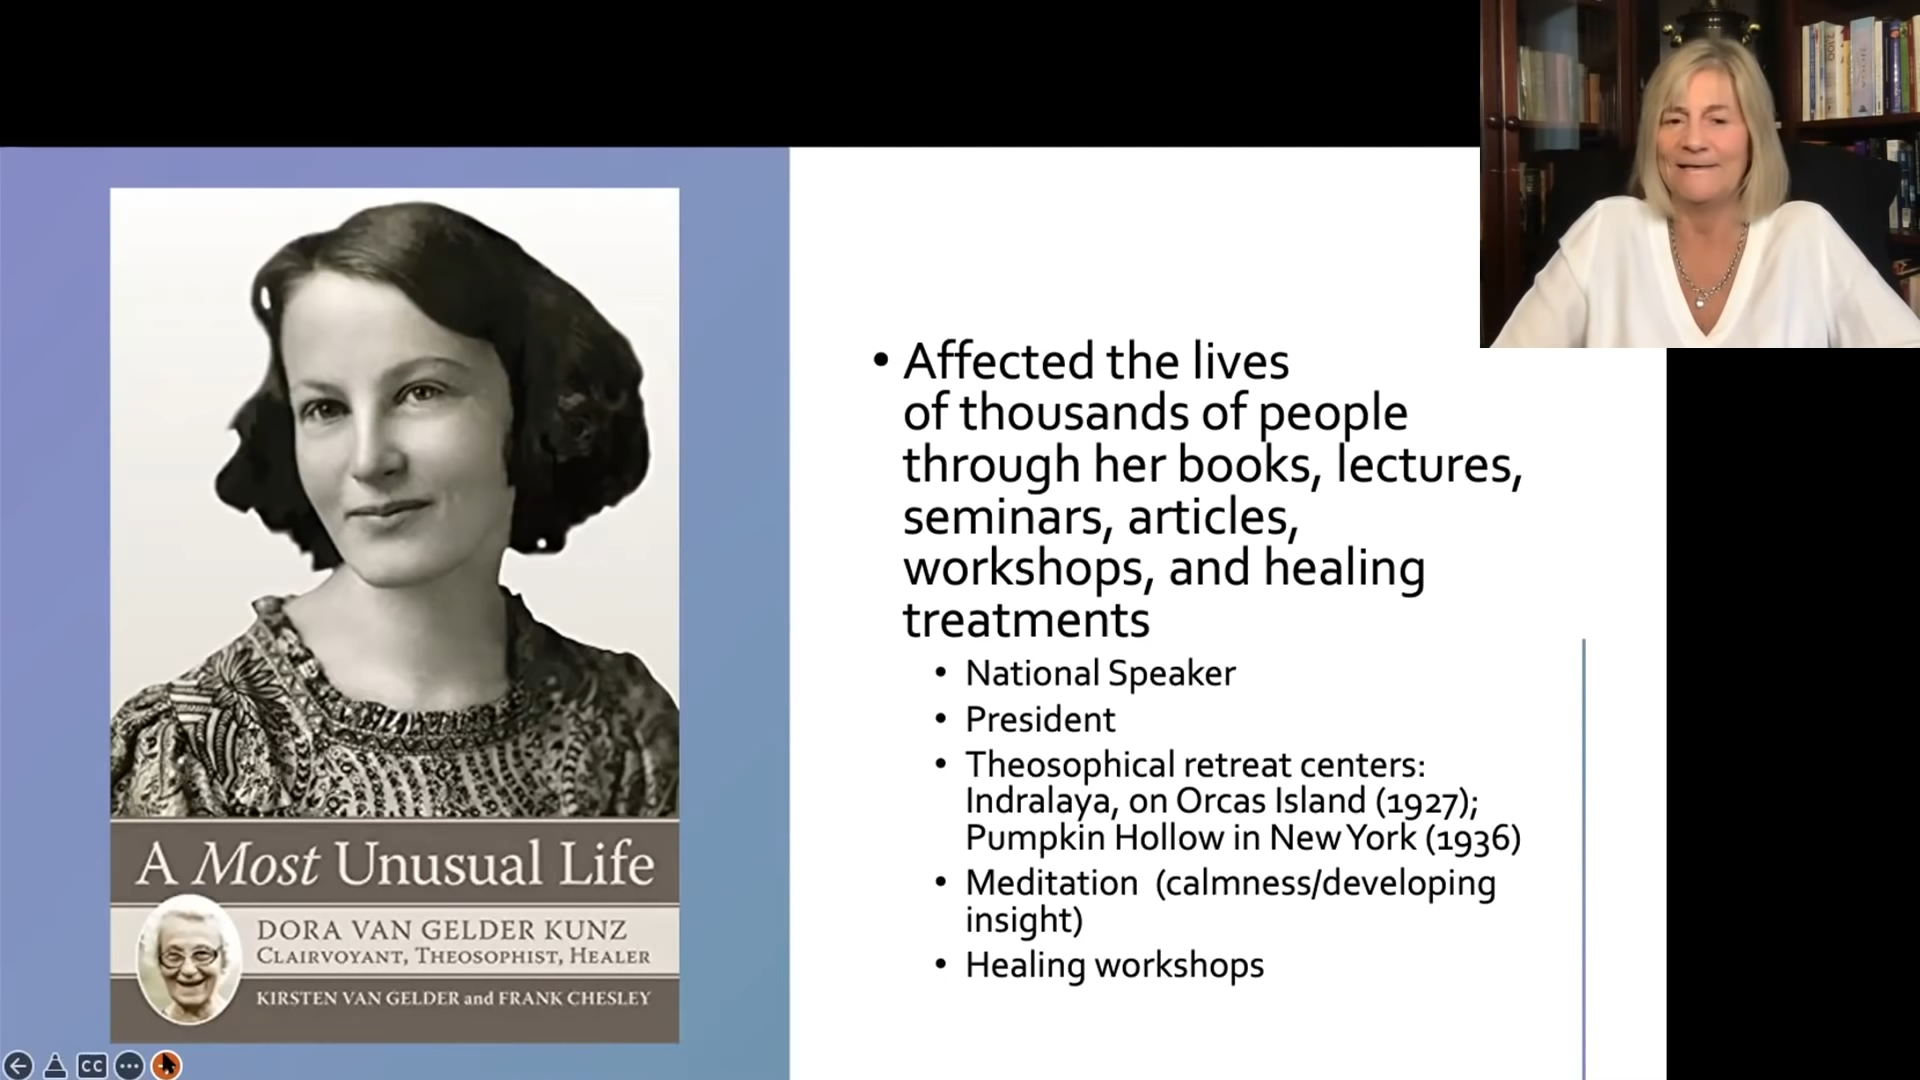 A Most Unusual Life
DORA VAN GELDER KUNZ
CLAIRVOYANT, THEOSOPHIST, HEALER
KIRSTEN VAN GELDER and FRANK CHESLEY
• Affected the lives
of thousands of people
through her books, lectures,
seminars, articles,
workshops, and healing
treatments
• National Speaker
• President
• Theosophical retreat centers:
Indralaya, on Orcas Island (1927);
Pumpkin Hollow in New York (1936)
• Meditation (calmness/developing
insight)
• Healing workshops
CC